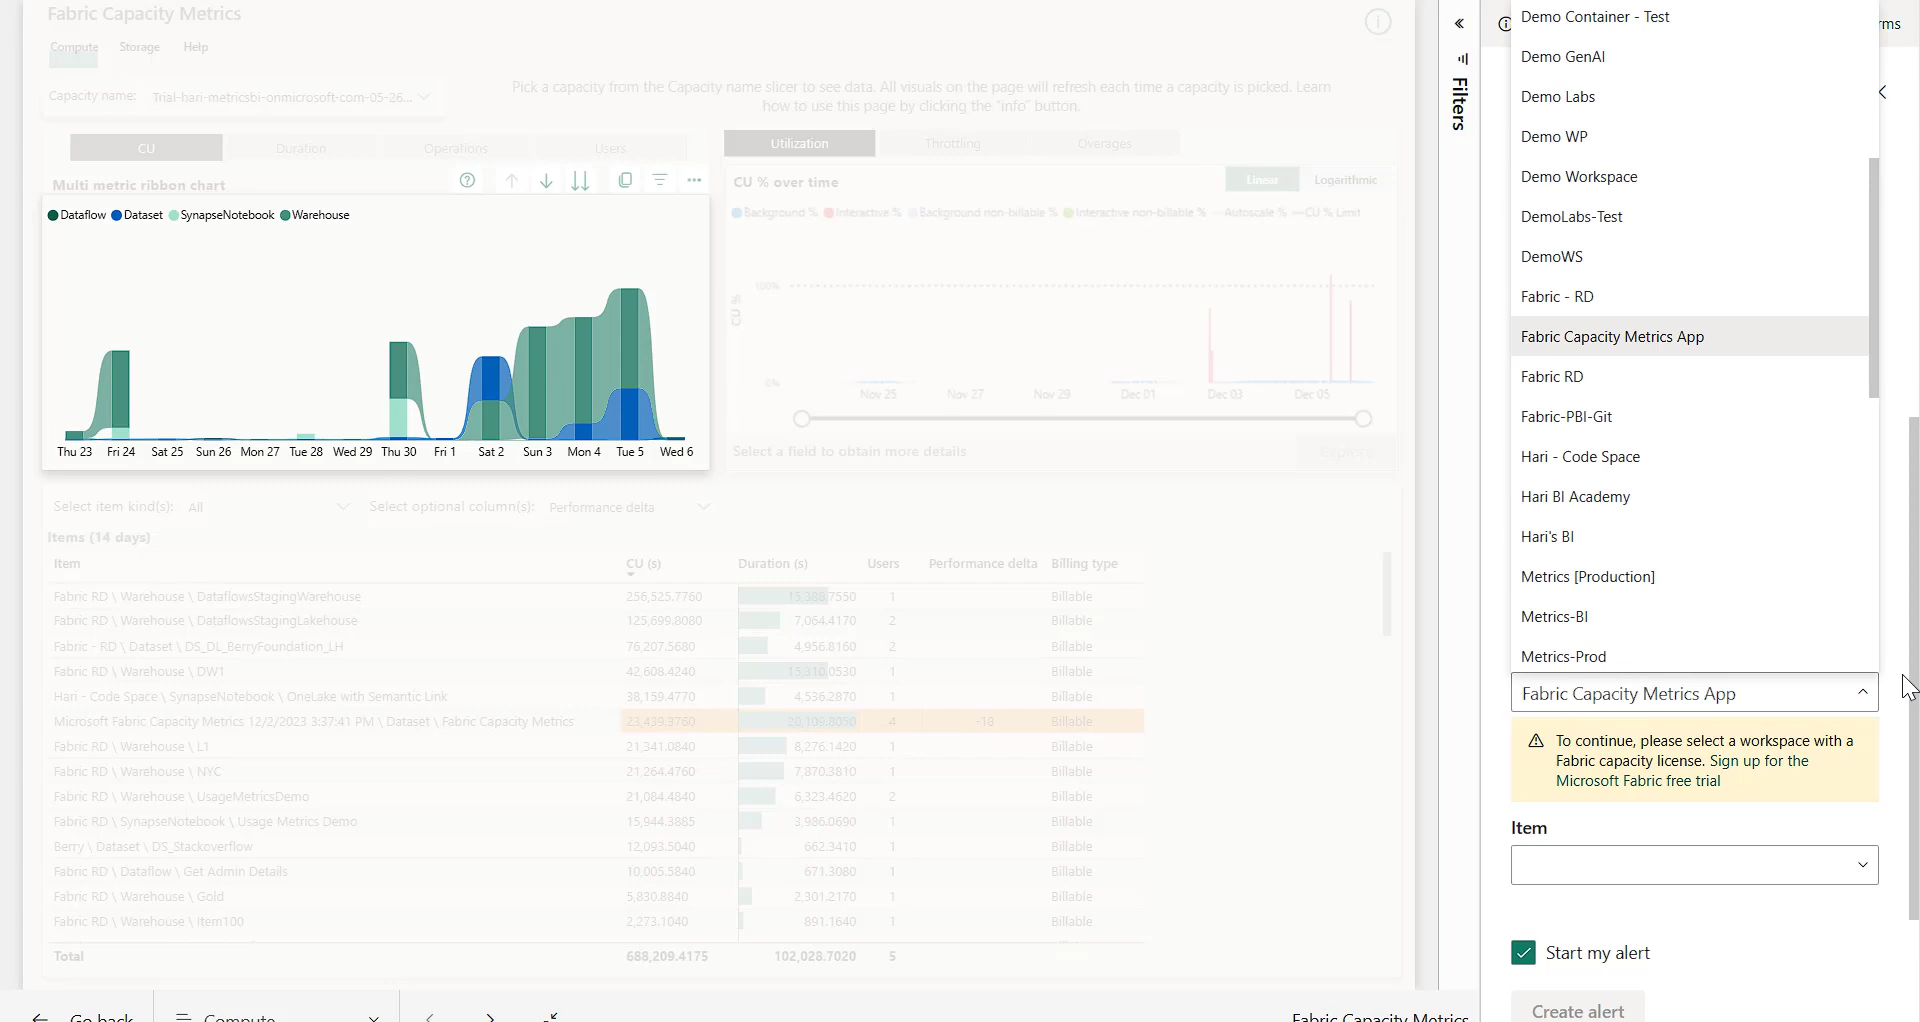 Fabric Capacity Metrics
Compute Storage Help
Capacity name: Trial-hari-metricsbi-onmicrosoft-com-05-26...
Pick a capacity from the Capacity name slicer to see data. All visuals on the page will refresh each time a capacity is picked. Learn
how to use this page by clicking the "info" button.
CU Duration Operations Users
Multi metric ribbon chart
Dataflow Dataset SynapseNotebook Warehouse
Thu 23 Fri 24 Sat 25 Sun 26 Mon 27 Tue 28 Wed 29 Thu 30 Fri 1 Sat 2 Sun 3 Mon 4 Tue 5 Wed 6
Utilization Throttling Overages
CU % over time
Linear Logarithmic
Background % Interactive % Background non-billable % Interactive non-billable % Autoscale % CU % Limit
CU %
100%
0%
Nov 25 Nov 27 Nov 29 Dec 01 Dec 03 Dec 05
Select a field to obtain more details
Explore
Select item kind(s): All
Select optional column(s): Performance delta
Items (14 days)
Item CU (s) Duration (s) Users Performance delta Billing type
Fabric RD \ Warehouse \ DataflowsStagingWarehouse 256,525.7760 15,388.7550 1 Billable
Fabric RD \ Warehouse \ DataflowsStagingLakehouse 125,699.8080 7,064.4170 2 Billable
Fabric - RD \ Dataset \ DS_DL_BerryFoundation_LH 76,207.5680 4,956.8160 2 Billable
Fabric RD \ Warehouse \ DW1 42,608.4240 15,310.0530 1 Billable
Hari - Code Space \ SynapseNotebook \ OneLake with Semantic Link 38,159.4770 4,536.2870 1 Billable
Microsoft Fabric Capacity Metrics 12/2/2023 3:37:41 PM \ Dataset \ Fabric Capacity Metrics 23,439.3760 20,109.8050 4 -18 Billable
Fabric RD \ Warehouse \ L1 21,341.0840 8,276.1420 1 Billable
Fabric RD \ Warehouse \ NYC 21,264.4760 7,870.3810 1 Billable
Fabric RD \ Warehouse \ UsageMetricsDemo 21,084.4840 6,323.4620 2 Billable
Fabric RD \ SynapseNotebook \ Usage Metrics Demo 15,944.3885 3,986.0690 1 Billable
Berry \ Dataset \ DS_Stackoverflow 12,093.5040 662.3410 1 Billable
Fabric RD \ Dataflow \ Get Admin Details 10,005.5840 671.3080 1 Billable
Fabric RD \ Warehouse \ Gold 5,830.8840 2,301.2170 1 Billable
Fabric RD \ Warehouse \ Item100 2,273.1040 891.1640 1 Billable
Total 688,209.4175 102,028.7020 5
Go back Compute
Fabric Capacity Metrics
Filters
rms
Demo Container - Test
Demo GenAI
Demo Labs
Demo WP
Demo Workspace
DemoLabs-Test
DemoWS
Fabric - RD
Fabric Capacity Metrics App
Fabric RD
Fabric-PBI-Git
Hari - Code Space
Hari BI Academy
Hari's BI
Metrics [Production]
Metrics-BI
Metrics-Prod
Fabric Capacity Metrics App
To continue, please select a workspace with a
Fabric capacity license. Sign up for the
Microsoft Fabric free trial
Item
Start my alert
Create alert